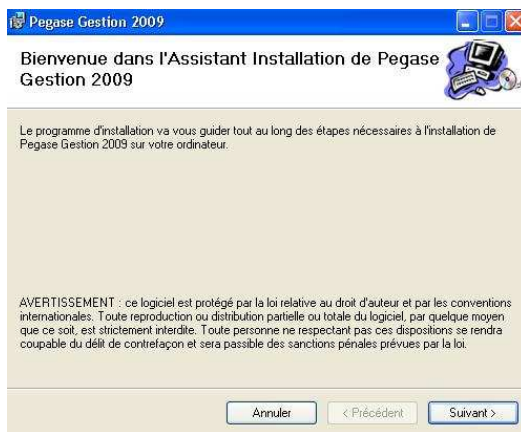 Pegase Gestion 2009
Bienvenue dans l'Assistant Installation de Pegase
Gestion 2009
Le programme d'installation va vous guider tout au long des étapes nécessaires à l'installation de
Pegase Gestion 2009 sur votre ordinateur.
AVERTISSEMENT : ce logiciel est protégé par la loi relative au droit d'auteur et par les conventions
internationales. Toute reproduction ou distribution partielle ou totale du logiciel, par quelque moyen
que ce soit, est strictement interdite. Toute personne ne respectant pas ces dispositions se rendra
coupable du délit de contrefaçon et sera passible des sanctions pénales prévues par la loi.
Annuler < Précédent Suivant >